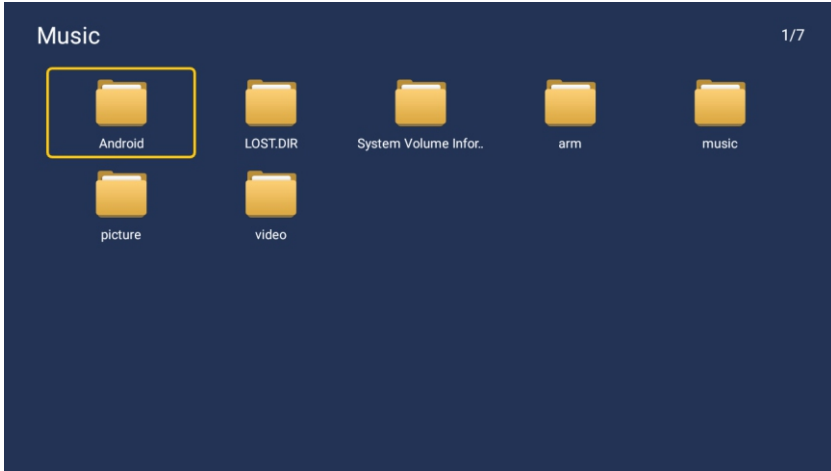 Music
1/7
Android
LOST.DIR
System Volume Infor..
arm
music
picture
video